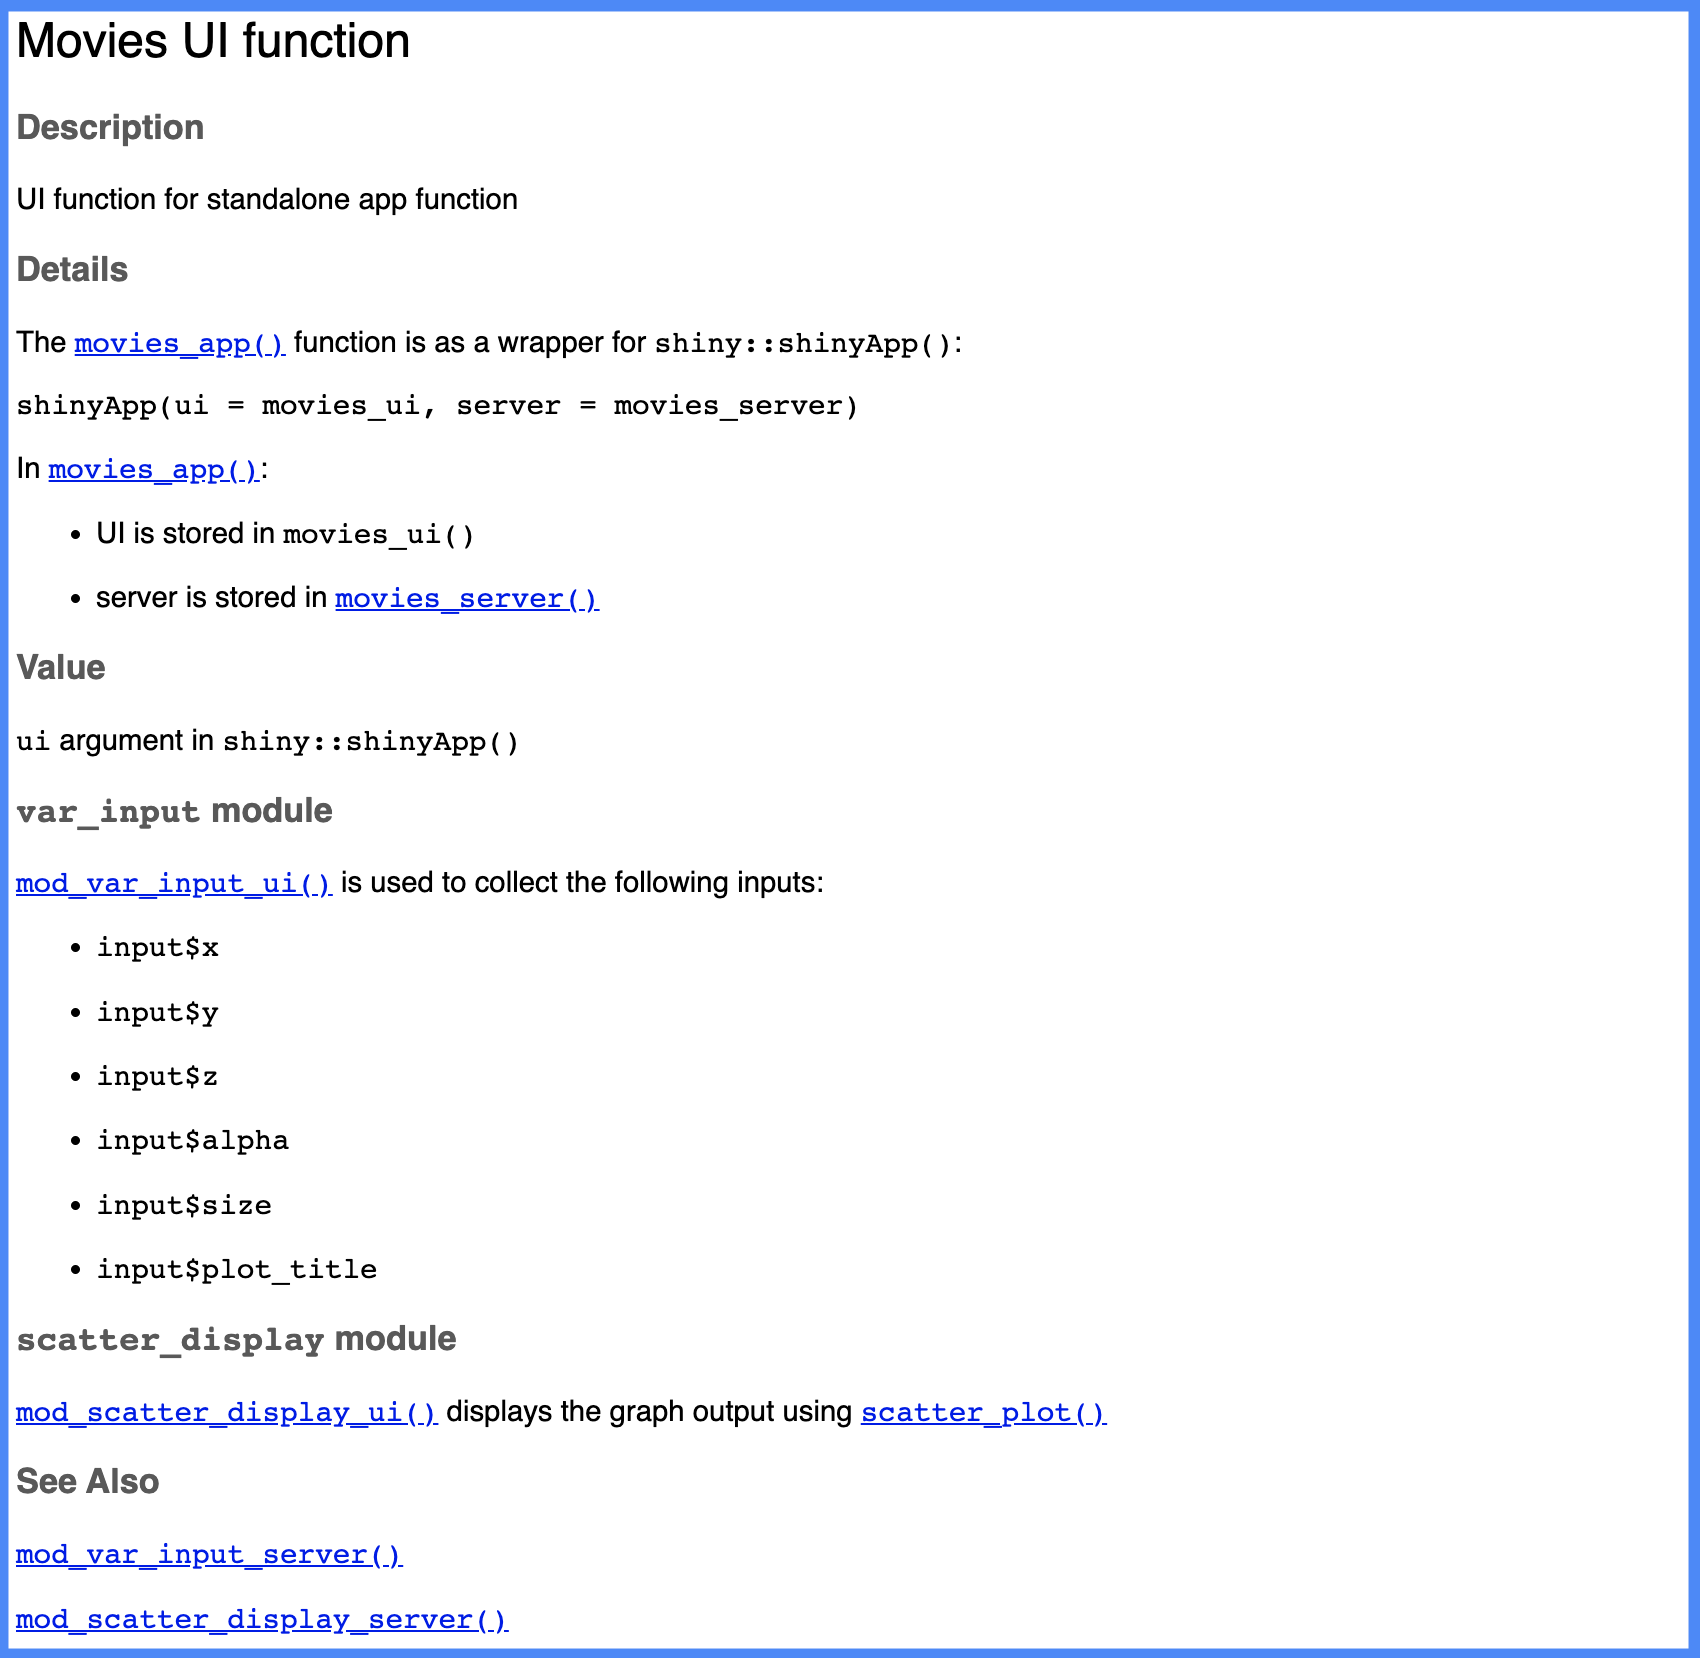 Movies UI function
Description
UI function for standalone app function
Details
The movies_app() function is as a wrapper for shiny::shinyApp():
shinyApp(ui = movies_ui, server = movies_server)
In movies_app():
• UI is stored in movies_ui()
• server is stored in movies_server()
Value
ui argument in shiny::shinyApp()
var_input module
mod_var_input_ui() is used to collect the following inputs:
• input$x
• input$y
• input$z
• input$alpha
• input$size
• input$plot_title
scatter_display module
mod_scatter_display_ui() displays the graph output using scatter_plot()
See Also
mod_var_input_server()
mod_scatter_display_server()